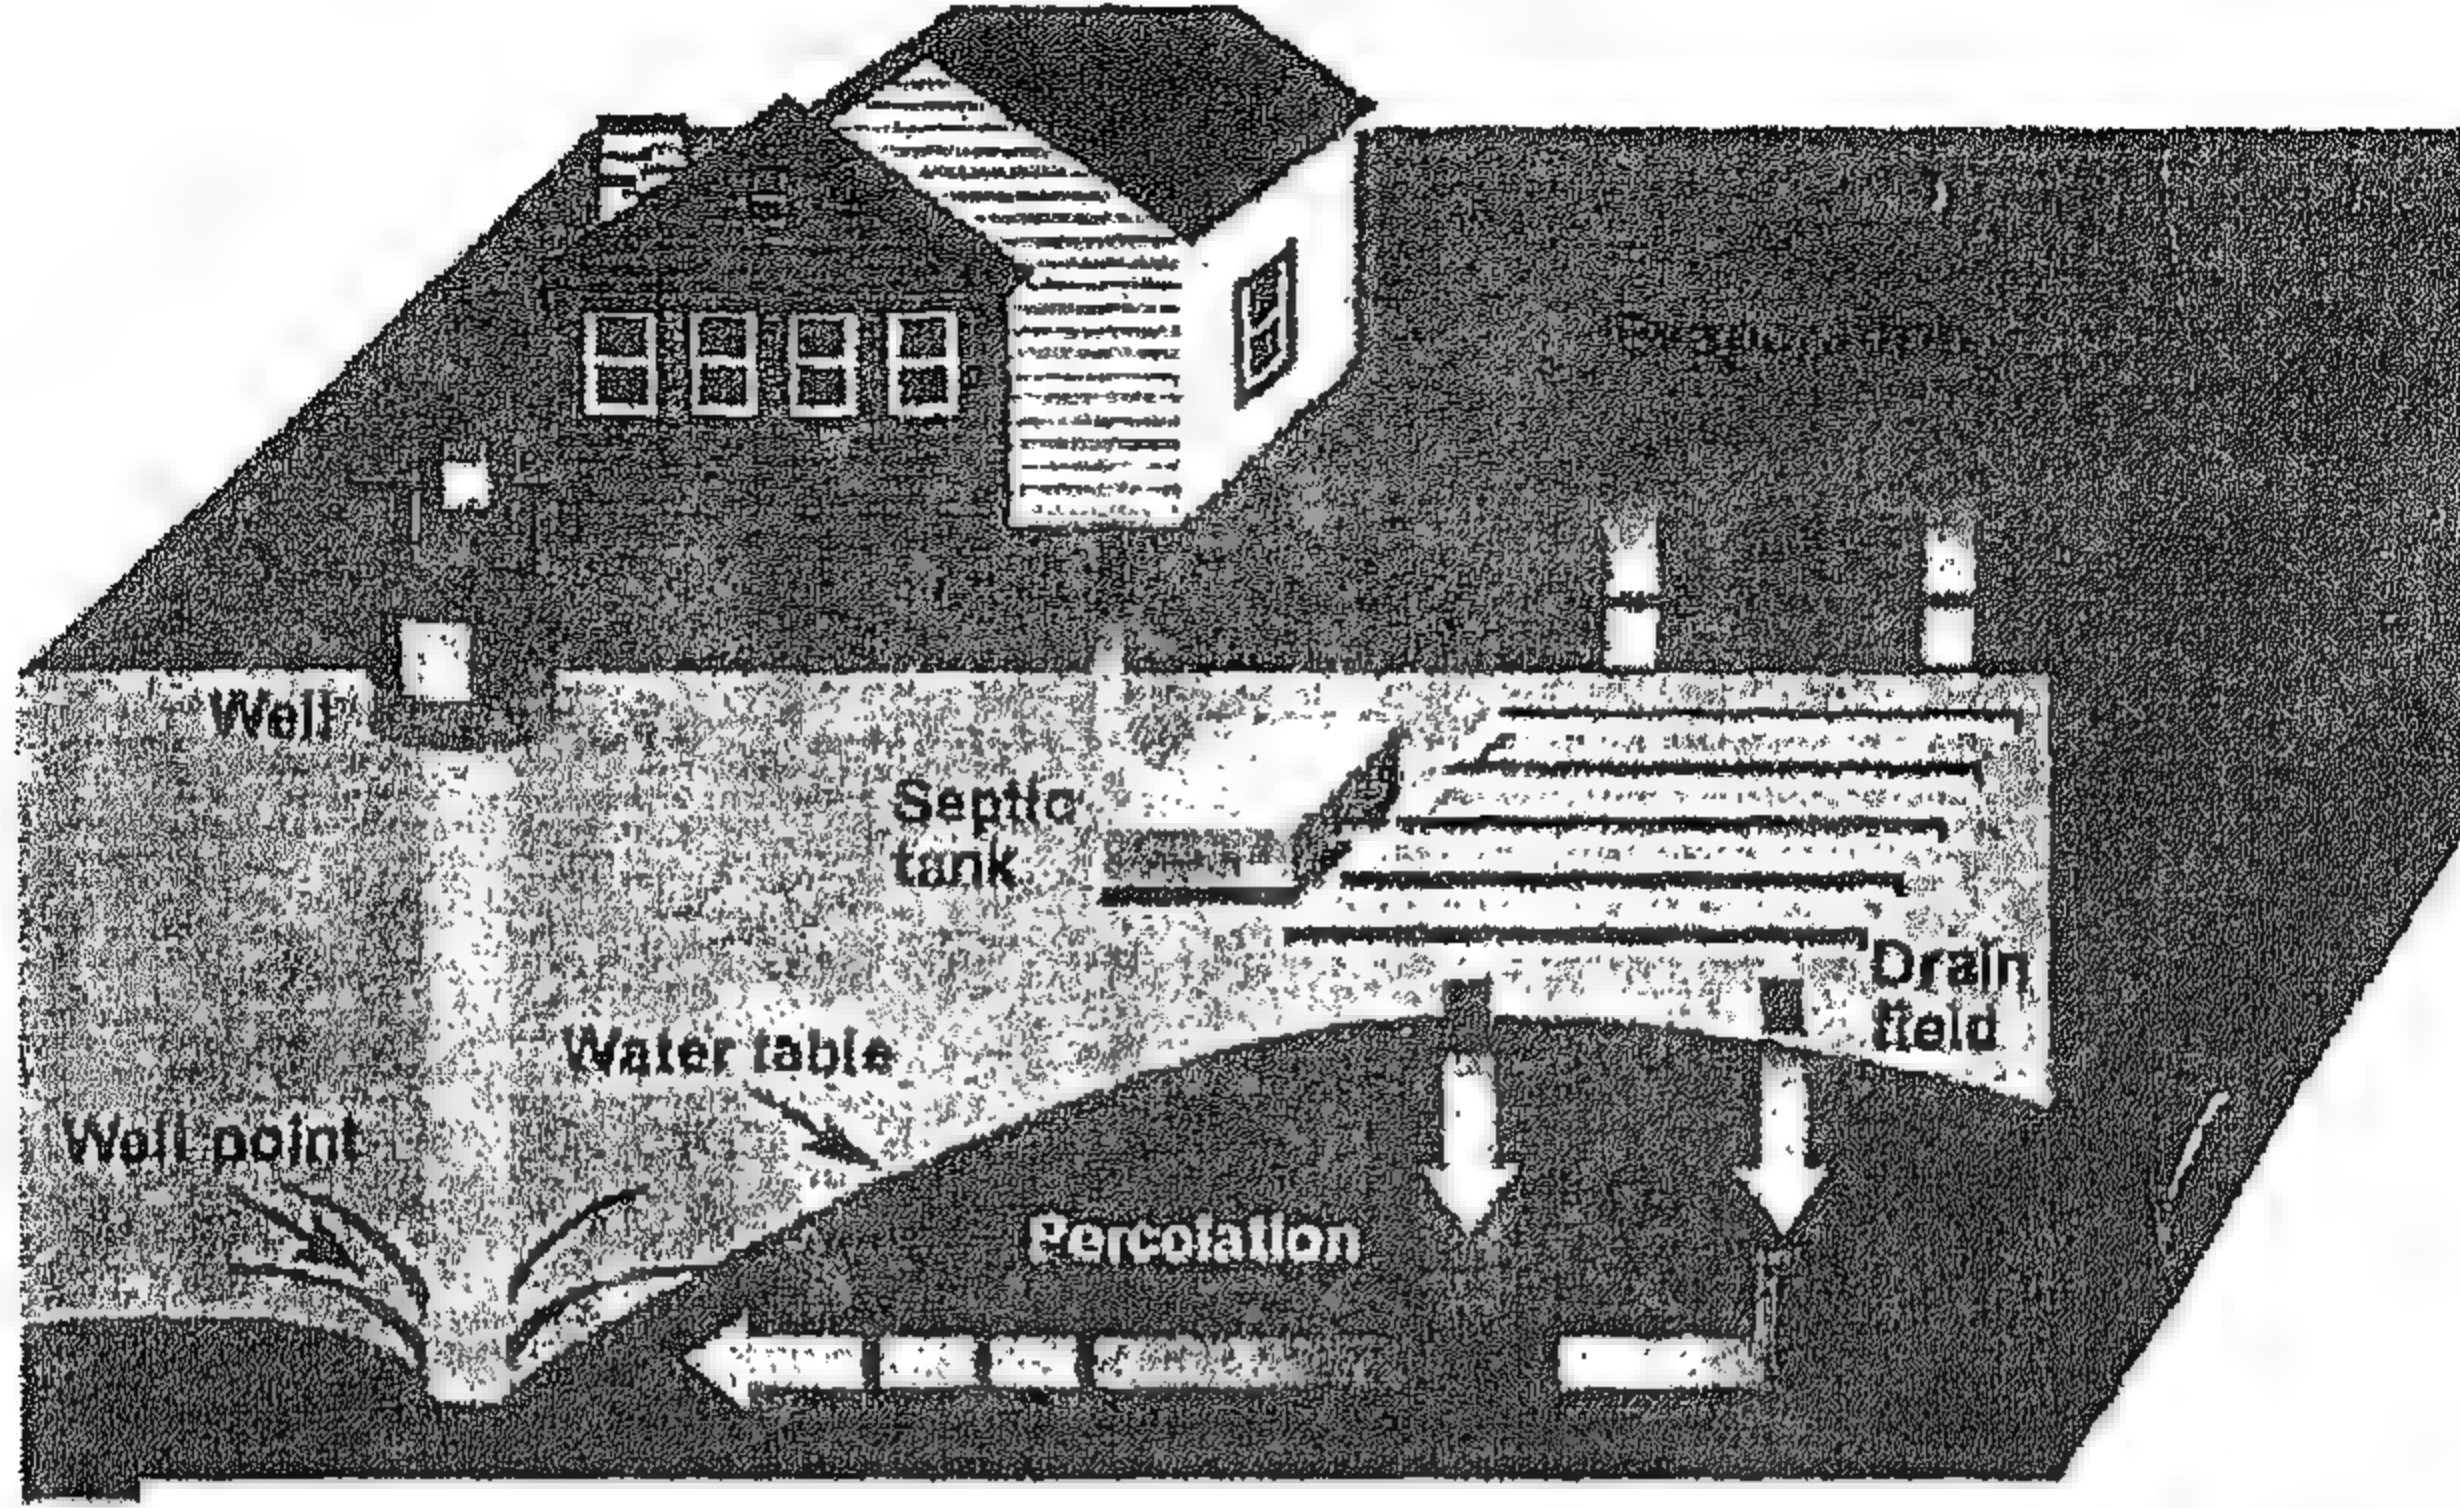 Well
Septic
tank
Drain
field
Water table
Well point
Percolation